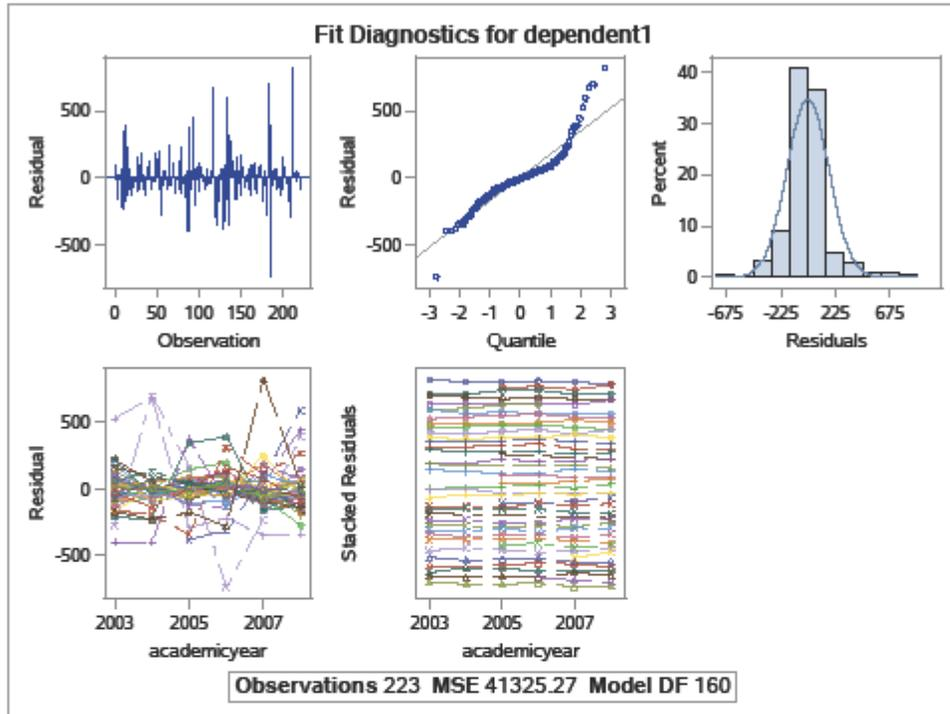 Fit Diagnostics for dependent1
Residual
500
0
-500
0 50 100 150 200
Observation
Residual
500
0
-500
-3 -2 -1 0 1 2 3
Quantile
Percent
40
30
20
10
0
-675 -225 225 675
Residuals
Residual
500
0
-500
2003 2005 2007
academicyear
Stacked Residuals
2003 2005 2007
academicyear
Observations 223 MSE 41325.27 Model DF 160